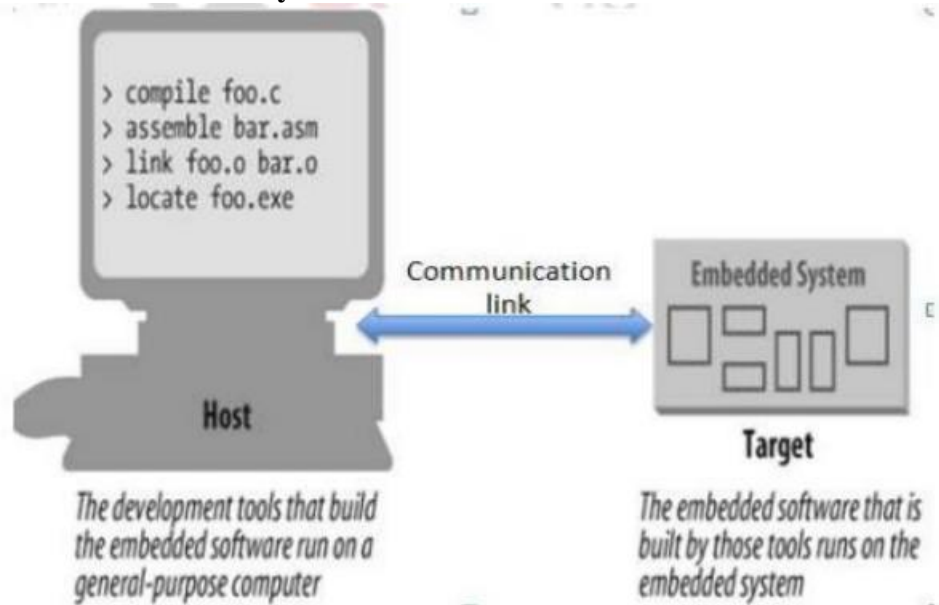 > compile foo.c
> assemble bar.asm
> link foo.o bar.o
> locate foo.exe
Communication
link
Embedded System
Host
Target
The development tools that build
the embedded software run on a
general-purpose computer
The embedded software that is
built by those tools runs on the
embedded system